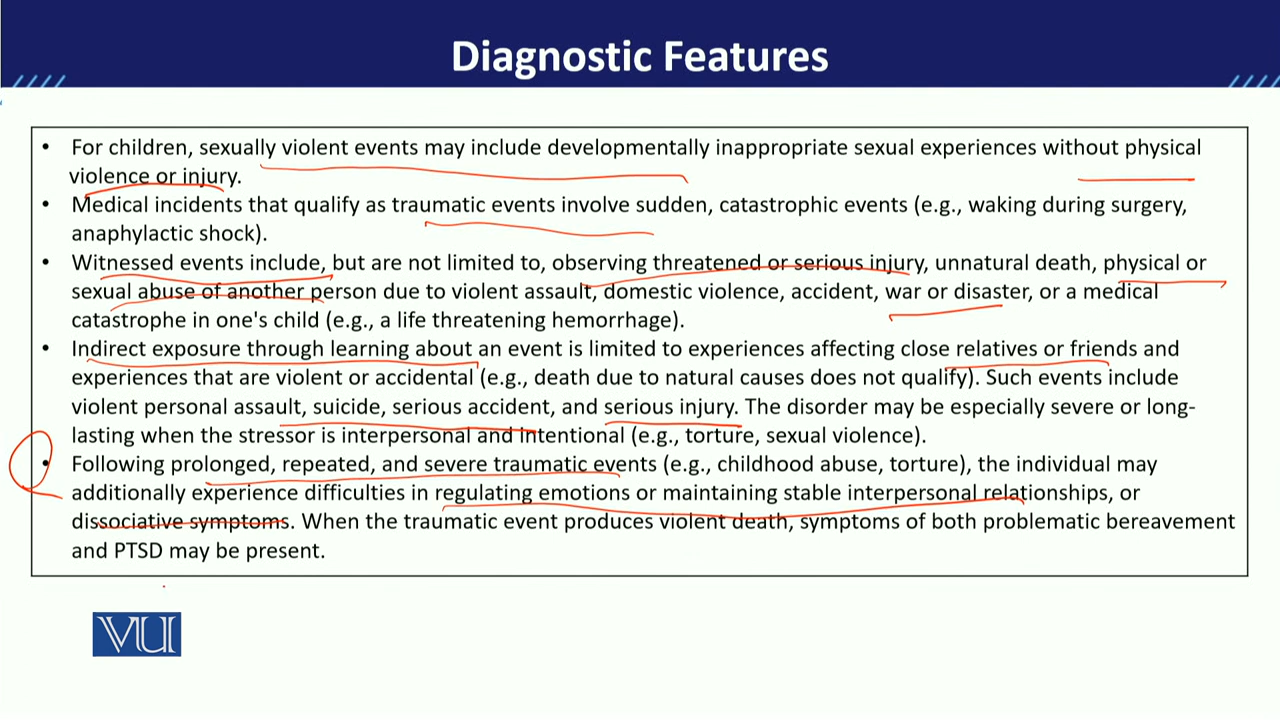 Diagnostic Features
• For children, sexually violent events may include developmentally inappropriate sexual experiences without physical
violence or injury.
• Medical incidents that qualify as traumatic events involve sudden, catastrophic events (e.g., waking during surgery,
anaphylactic shock).
• Witnessed events include, but are not limited to, observing threatened or serious injury, unnatural death, physical or
sexual abuse of another person due to violent assault, domestic violence, accident, war or disaster, or a medical
catastrophe in one's child (e.g., a life threatening hemorrhage).
• Indirect exposure through learning about an event is limited to experiences affecting close relatives or friends and
experiences that are violent or accidental (e.g., death due to natural causes does not qualify). Such events include
violent personal assault, suicide, serious accident, and serious injury. The disorder may be especially severe or long-
lasting when the stressor is interpersonal and intentional (e.g., torture, sexual violence).
• Following prolonged, repeated, and severe traumatic events (e.g., childhood abuse, torture), the individual may
additionally experience difficulties in regulating emotions or maintaining stable interpersonal relationships, or
dissociative symptoms. When the traumatic event produces violent death, symptoms of both problematic bereavement
and PTSD may be present.
VU